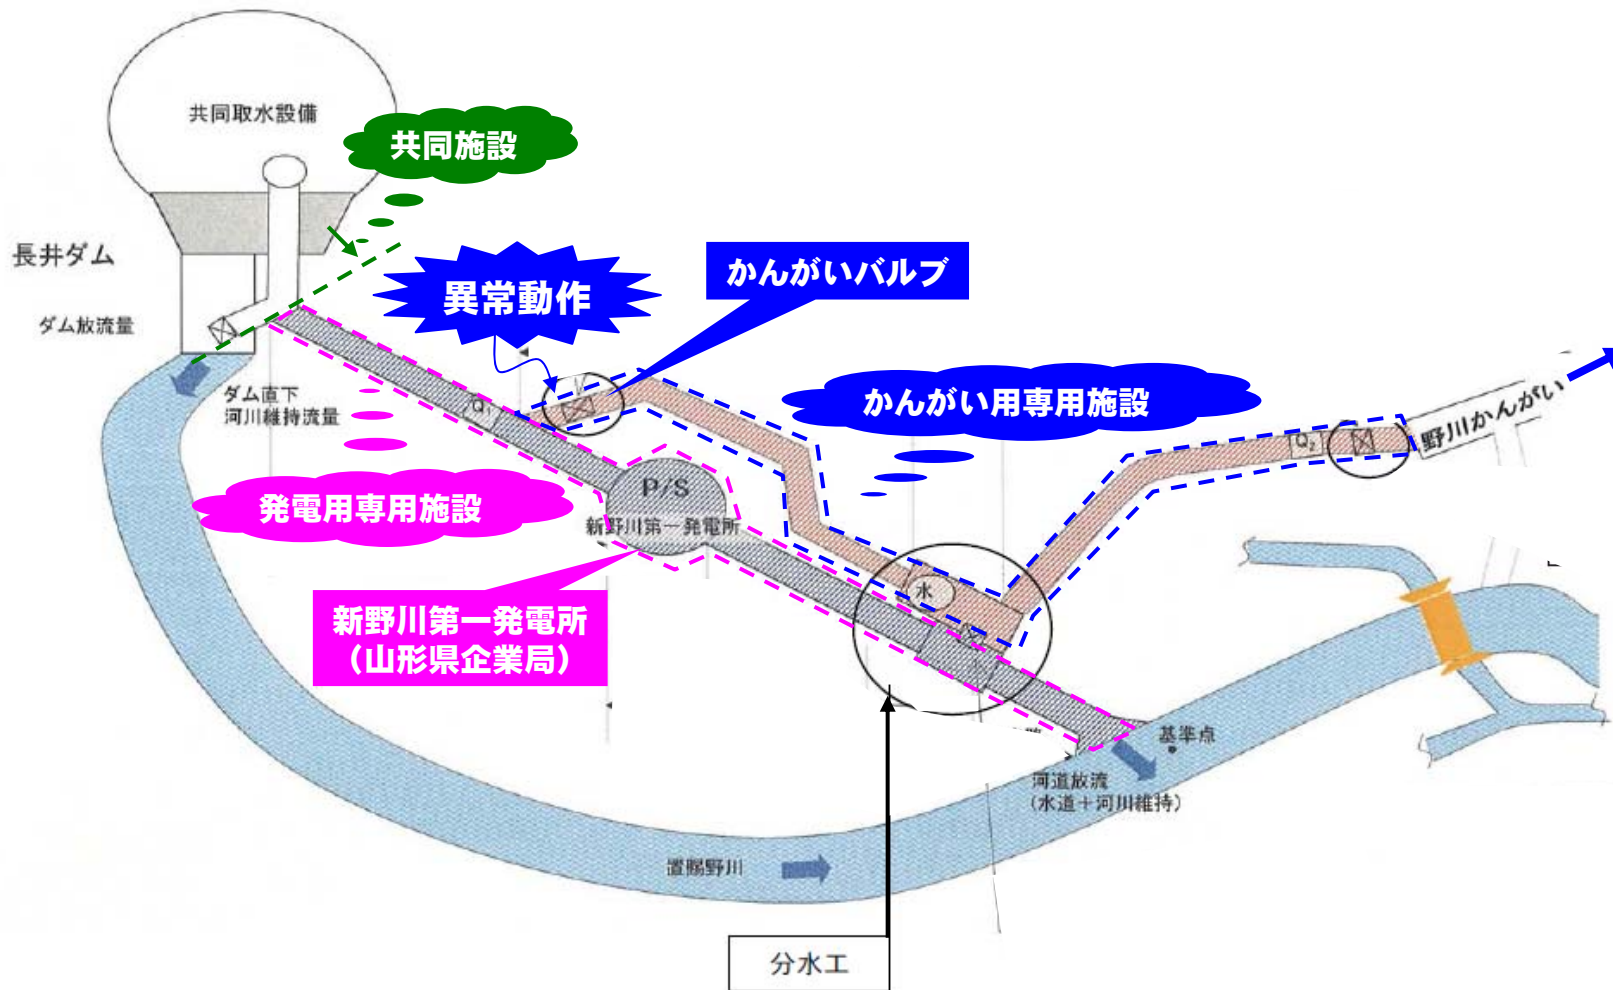 共同取水設備
共同施設
長井ダム
異常動作
かんがいバルブ
ダム放流量
ダム直下
河川維持流量
Q₁
かんがい用専用施設
野川かんがい
Q₂
P/S
新野川第一発電所
発電用専用施設
水
新野川第一発電所
（山形県企業局）
基準点
河道放流
(水道＋河川維持)
置賜野川
分水工